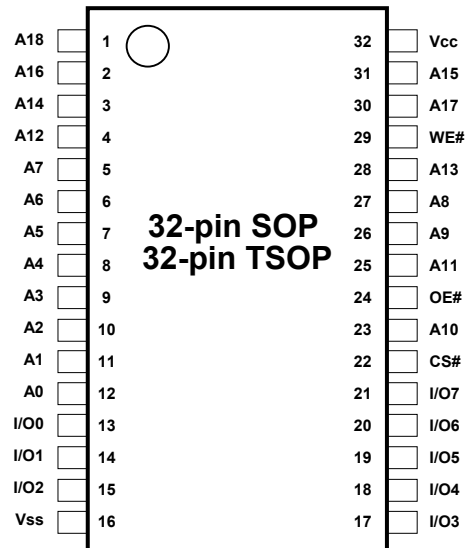 A18 1 32 Vcc
A16 2 31 A15
A14 3 30 A17
A12 4 29 WE#
A7 5 28 A13
A6 6 27 A8
A5 7 32-pin SOP 26 A9
A4 8 32-pin TSOP 25 A11
A3 9 24 OE#
A2 10 23 A10
A1 11 22 CS#
A0 12 21 I/O7
I/O0 13 20 I/O6
I/O1 14 19 I/O5
I/O2 15 18 I/O4
Vss 16 17 I/O3